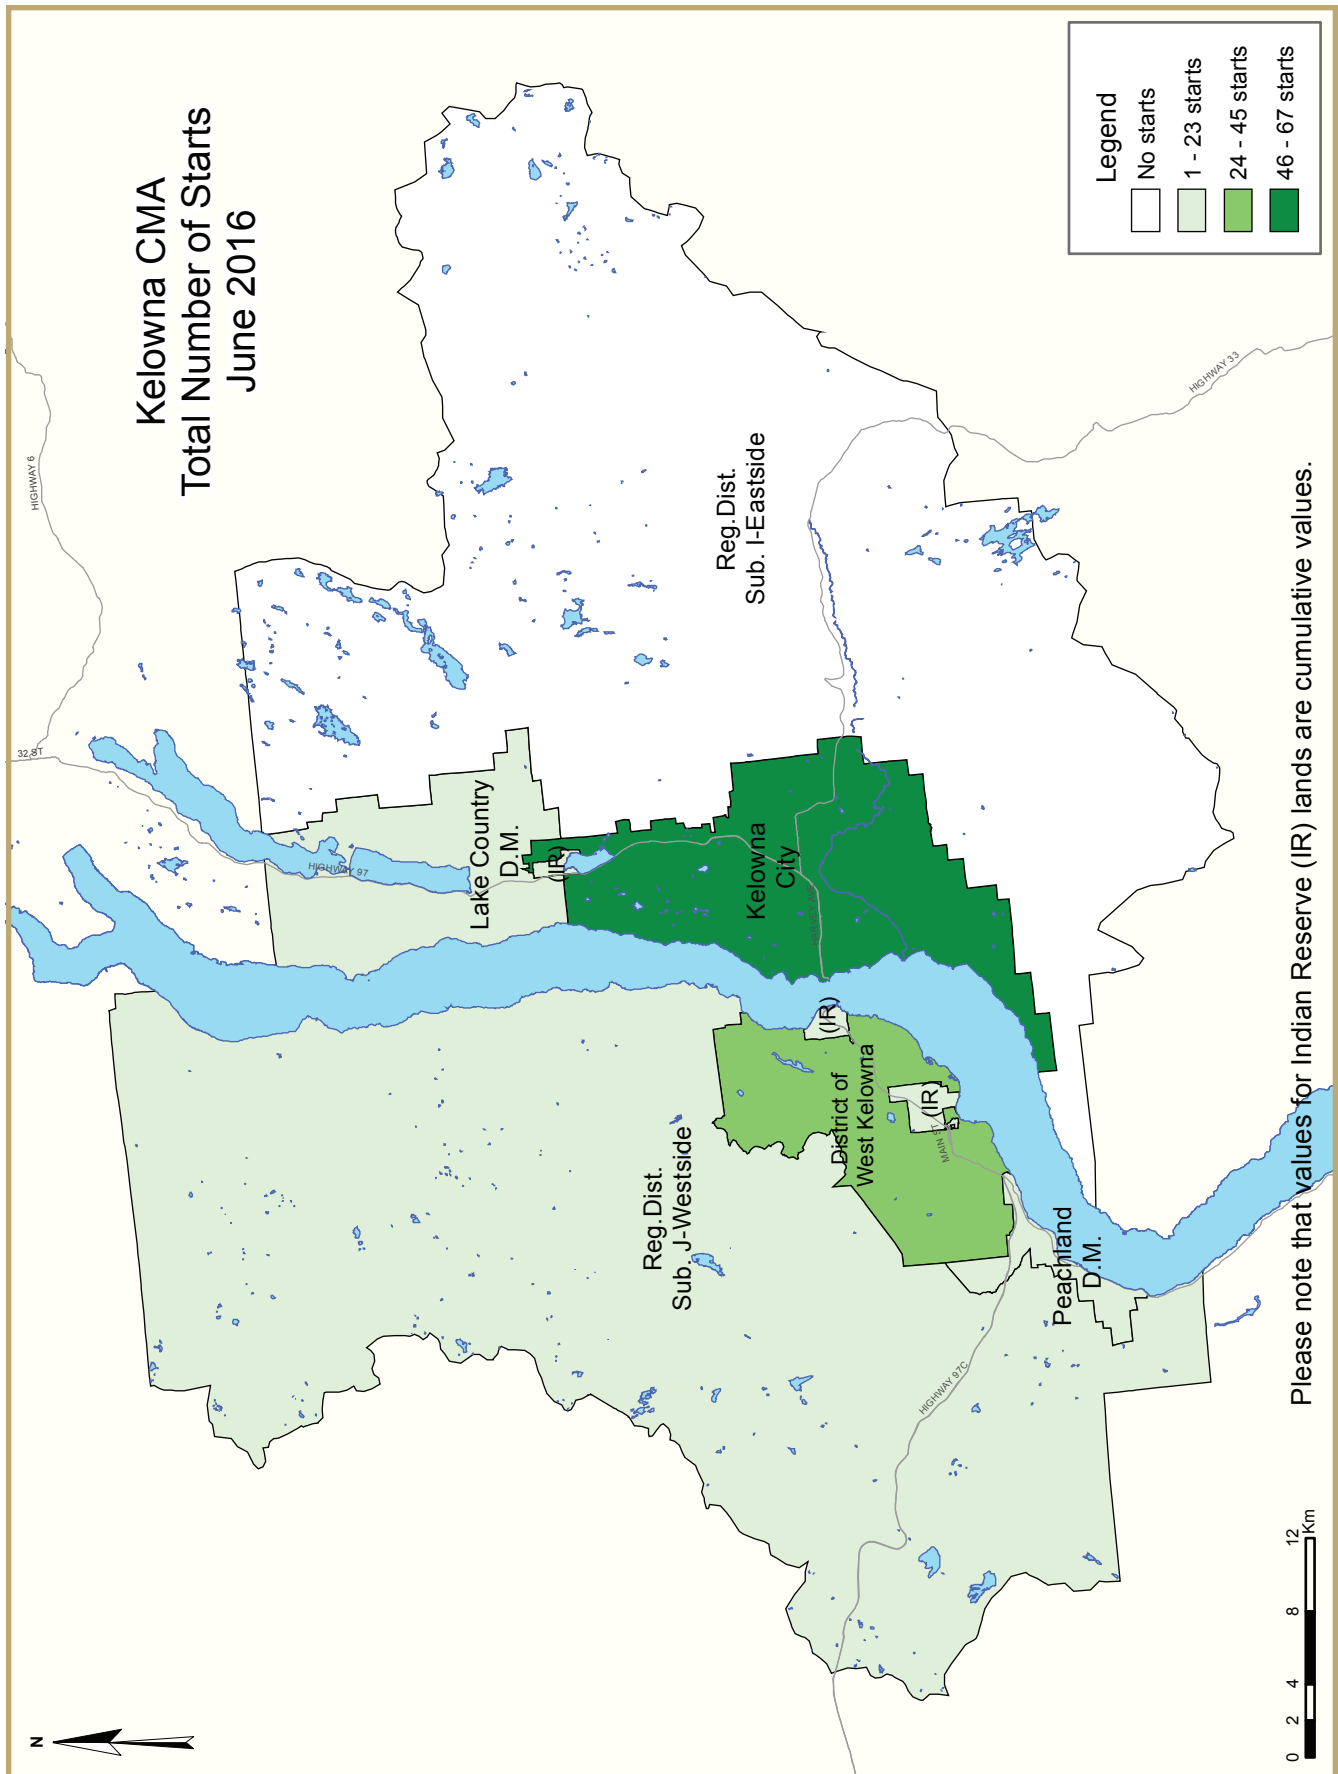 Kelowna CMA
Total Number of Starts
June 2016
Legend
No starts
1 - 23 starts
24 - 45 starts
46 - 67 starts
HIGHWAY 6
32 ST
HIGHWAY 97
Lake Country
D.M.
(IR)
Reg.Dist.
Sub. I-Eastside
HIGHWAY 33
Kelowna
City
(IR)
District of
West Kelowna
(IR)
MAIN ST
Reg.Dist.
Sub. J-Westside
Peachland
D.M.
HIGHWAY 97C
N
0 2 4 8 12
Km
Please note that values for Indian Reserve (IR) lands are cumulative values.